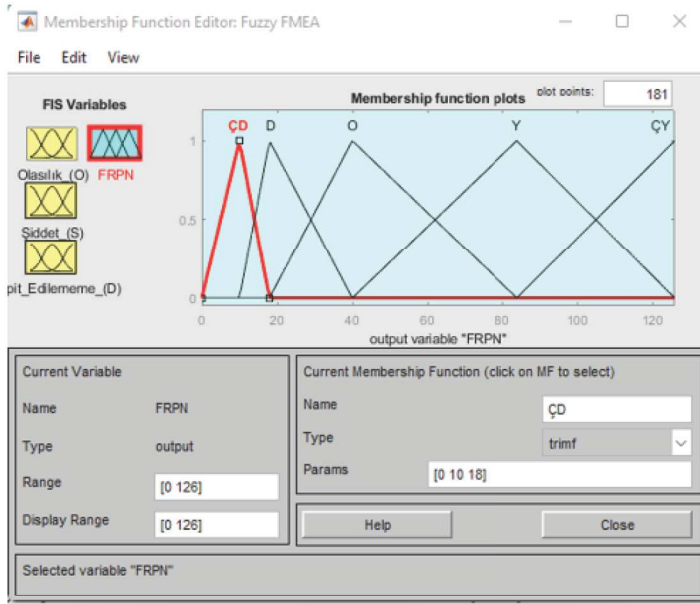 Membership Function Editor: Fuzzy FMEA
File Edit View
FIS Variables
Olasılık_(O) FRPN
Şiddet_(S)
pit_Edilememe_(D)
Membership function plots plot points: 181
ÇD D O Y ÇY
1
0.5
0
0 20 40 60 80 100 120
output variable "FRPN"
Current Variable
Name FRPN
Type output
Range [0 126]
Display Range [0 126]
Current Membership Function (click on MF to select)
Name ÇD
Type trimf
Params [0 10 18]
Help Close
Selected variable "FRPN"